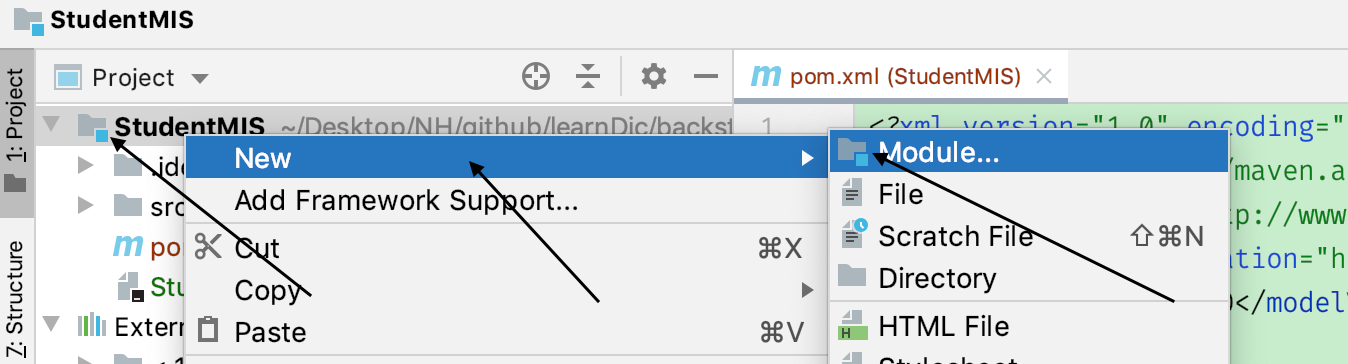 StudentMIS
1: Project
Project
m pom.xml (StudentMIS)
StudentMIS ~/Desktop/NH/github/learnDic/backst
1
<?xml version="1.0" encoding="
New
Module...
.ide
/maven.a
Add Framework Support...
File
src
tp://www
Cut ⌘X
Scratch File ⇧⌘N
m pom
ation="h
Copy
Directory
Stu
</model
Paste ⌘V
HTML File
Extern
Stylesheet
7: Structure